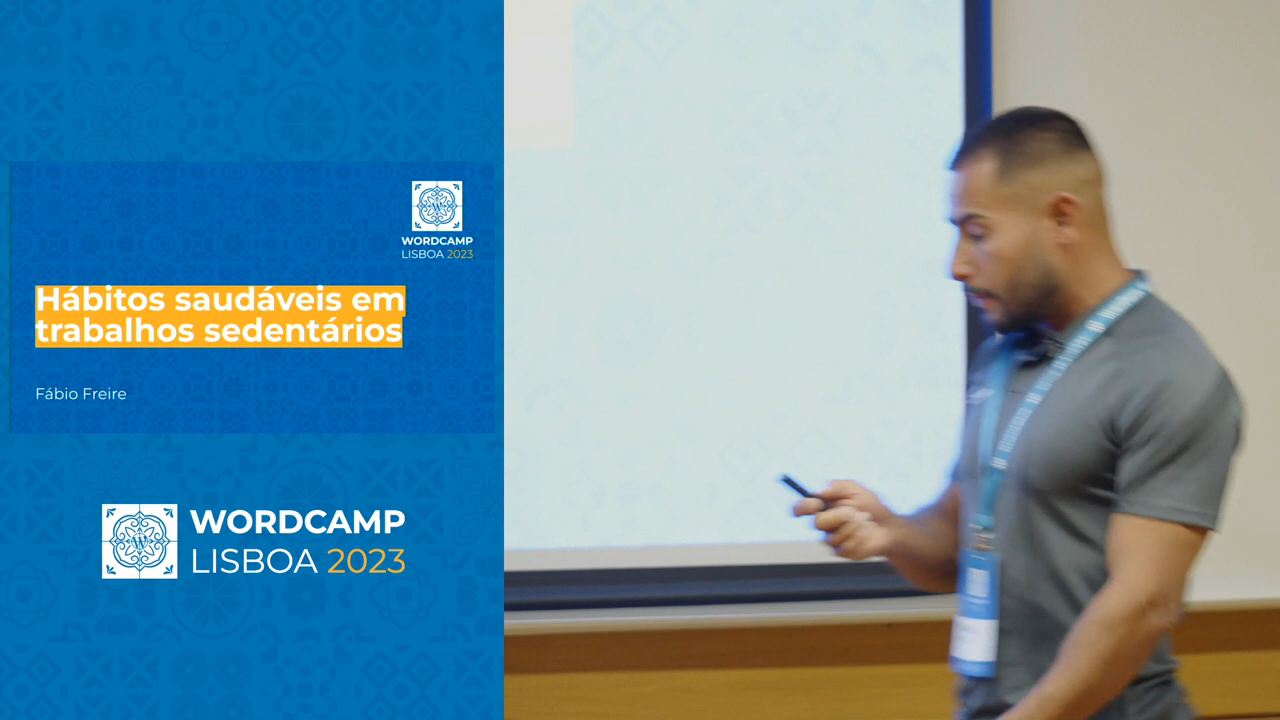 WORDCAMP
LISBOA 2023
Hábitos saudáveis em
trabalhos sedentários
Fábio Freire
WORDCAMP
LISBOA 2023